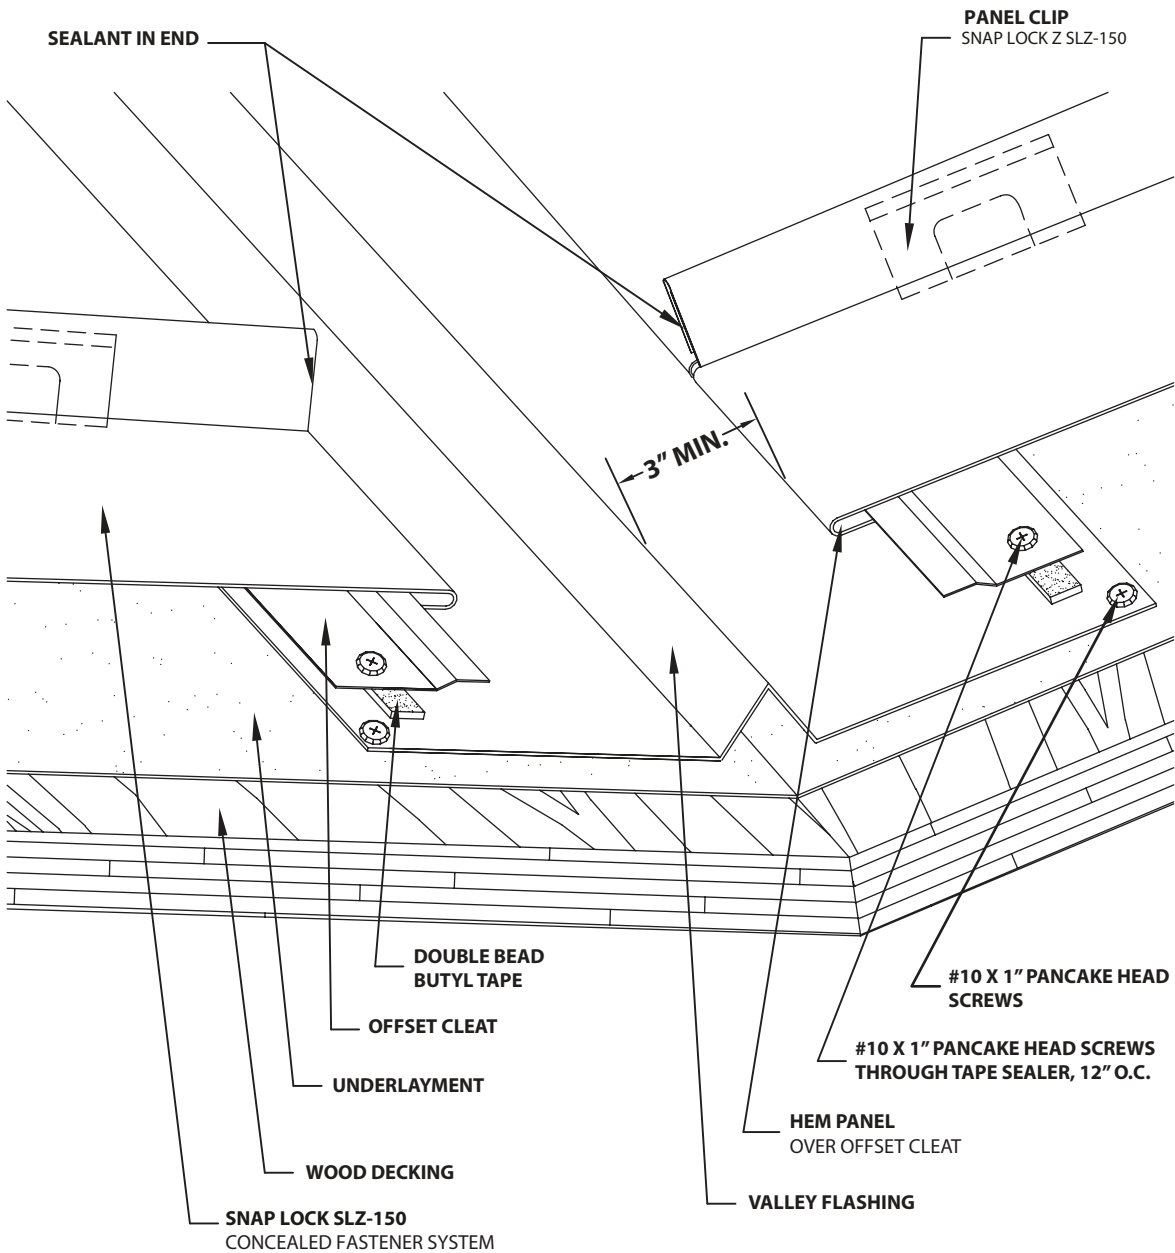 SEALANT IN END
PANEL CLIP
SNAP LOCK Z SLZ-150
3” MIN.
DOUBLE BEAD
BUTYL TAPE
#10 X 1” PANCAKE HEAD
SCREWS
OFFSET CLEAT
#10 X 1” PANCAKE HEAD SCREWS
THROUGH TAPE SEALER, 12” O.C.
UNDERLAYMENT
HEM PANEL
OVER OFFSET CLEAT
WOOD DECKING
VALLEY FLASHING
SNAP LOCK SLZ-150
CONCEALED FASTENER SYSTEM